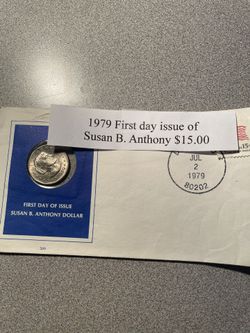 1979 First day issue of
Susan B. Anthony $15.00
JUL
2
1979
80202
15c
FIRST DAY OF ISSUE
SUSAN B. ANTHONY DOLLAR